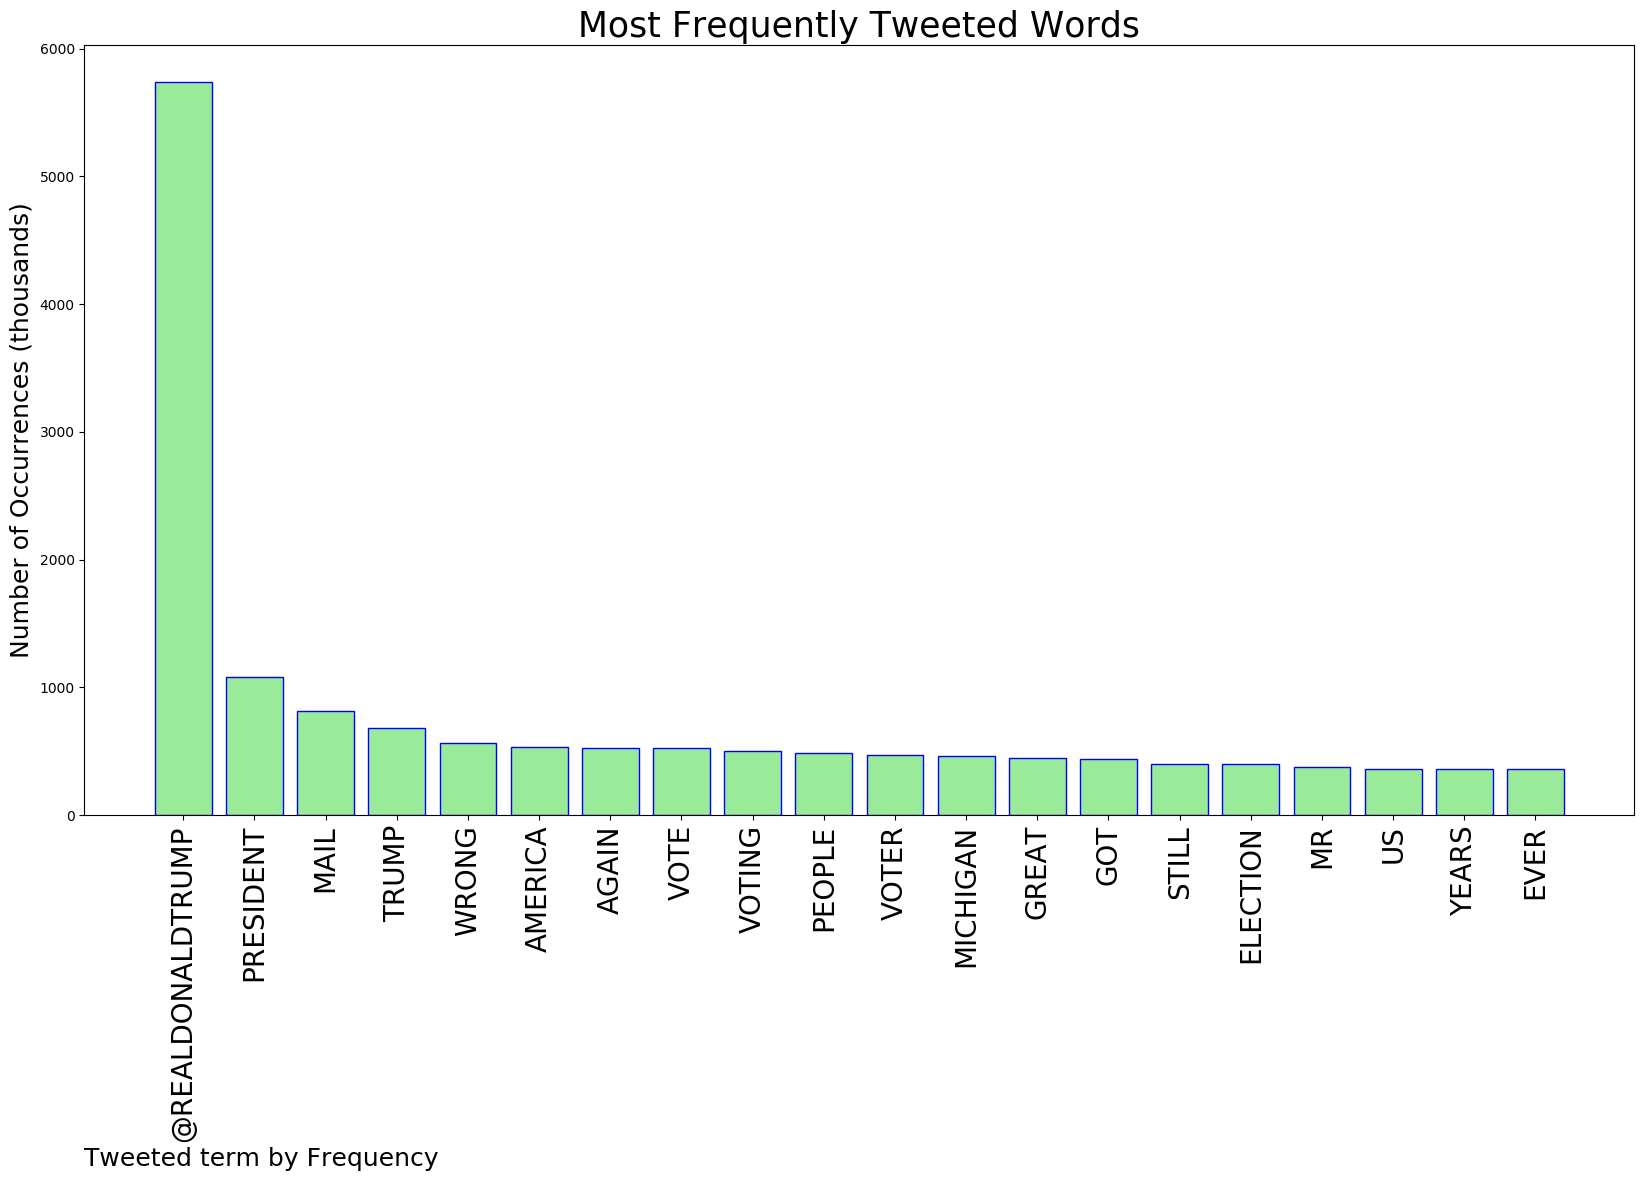 Most Frequently Tweeted Words
Number of Occurrences (thousands)
6000
5000
4000
3000
2000
1000
0
@REALDONALDTRUMP
PRESIDENT
MAIL
TRUMP
WRONG
AMERICA
AGAIN
VOTE
VOTING
PEOPLE
VOTER
MICHIGAN
GREAT
GOT
STILL
ELECTION
MR
US
YEARS
EVER
Tweeted term by Frequency